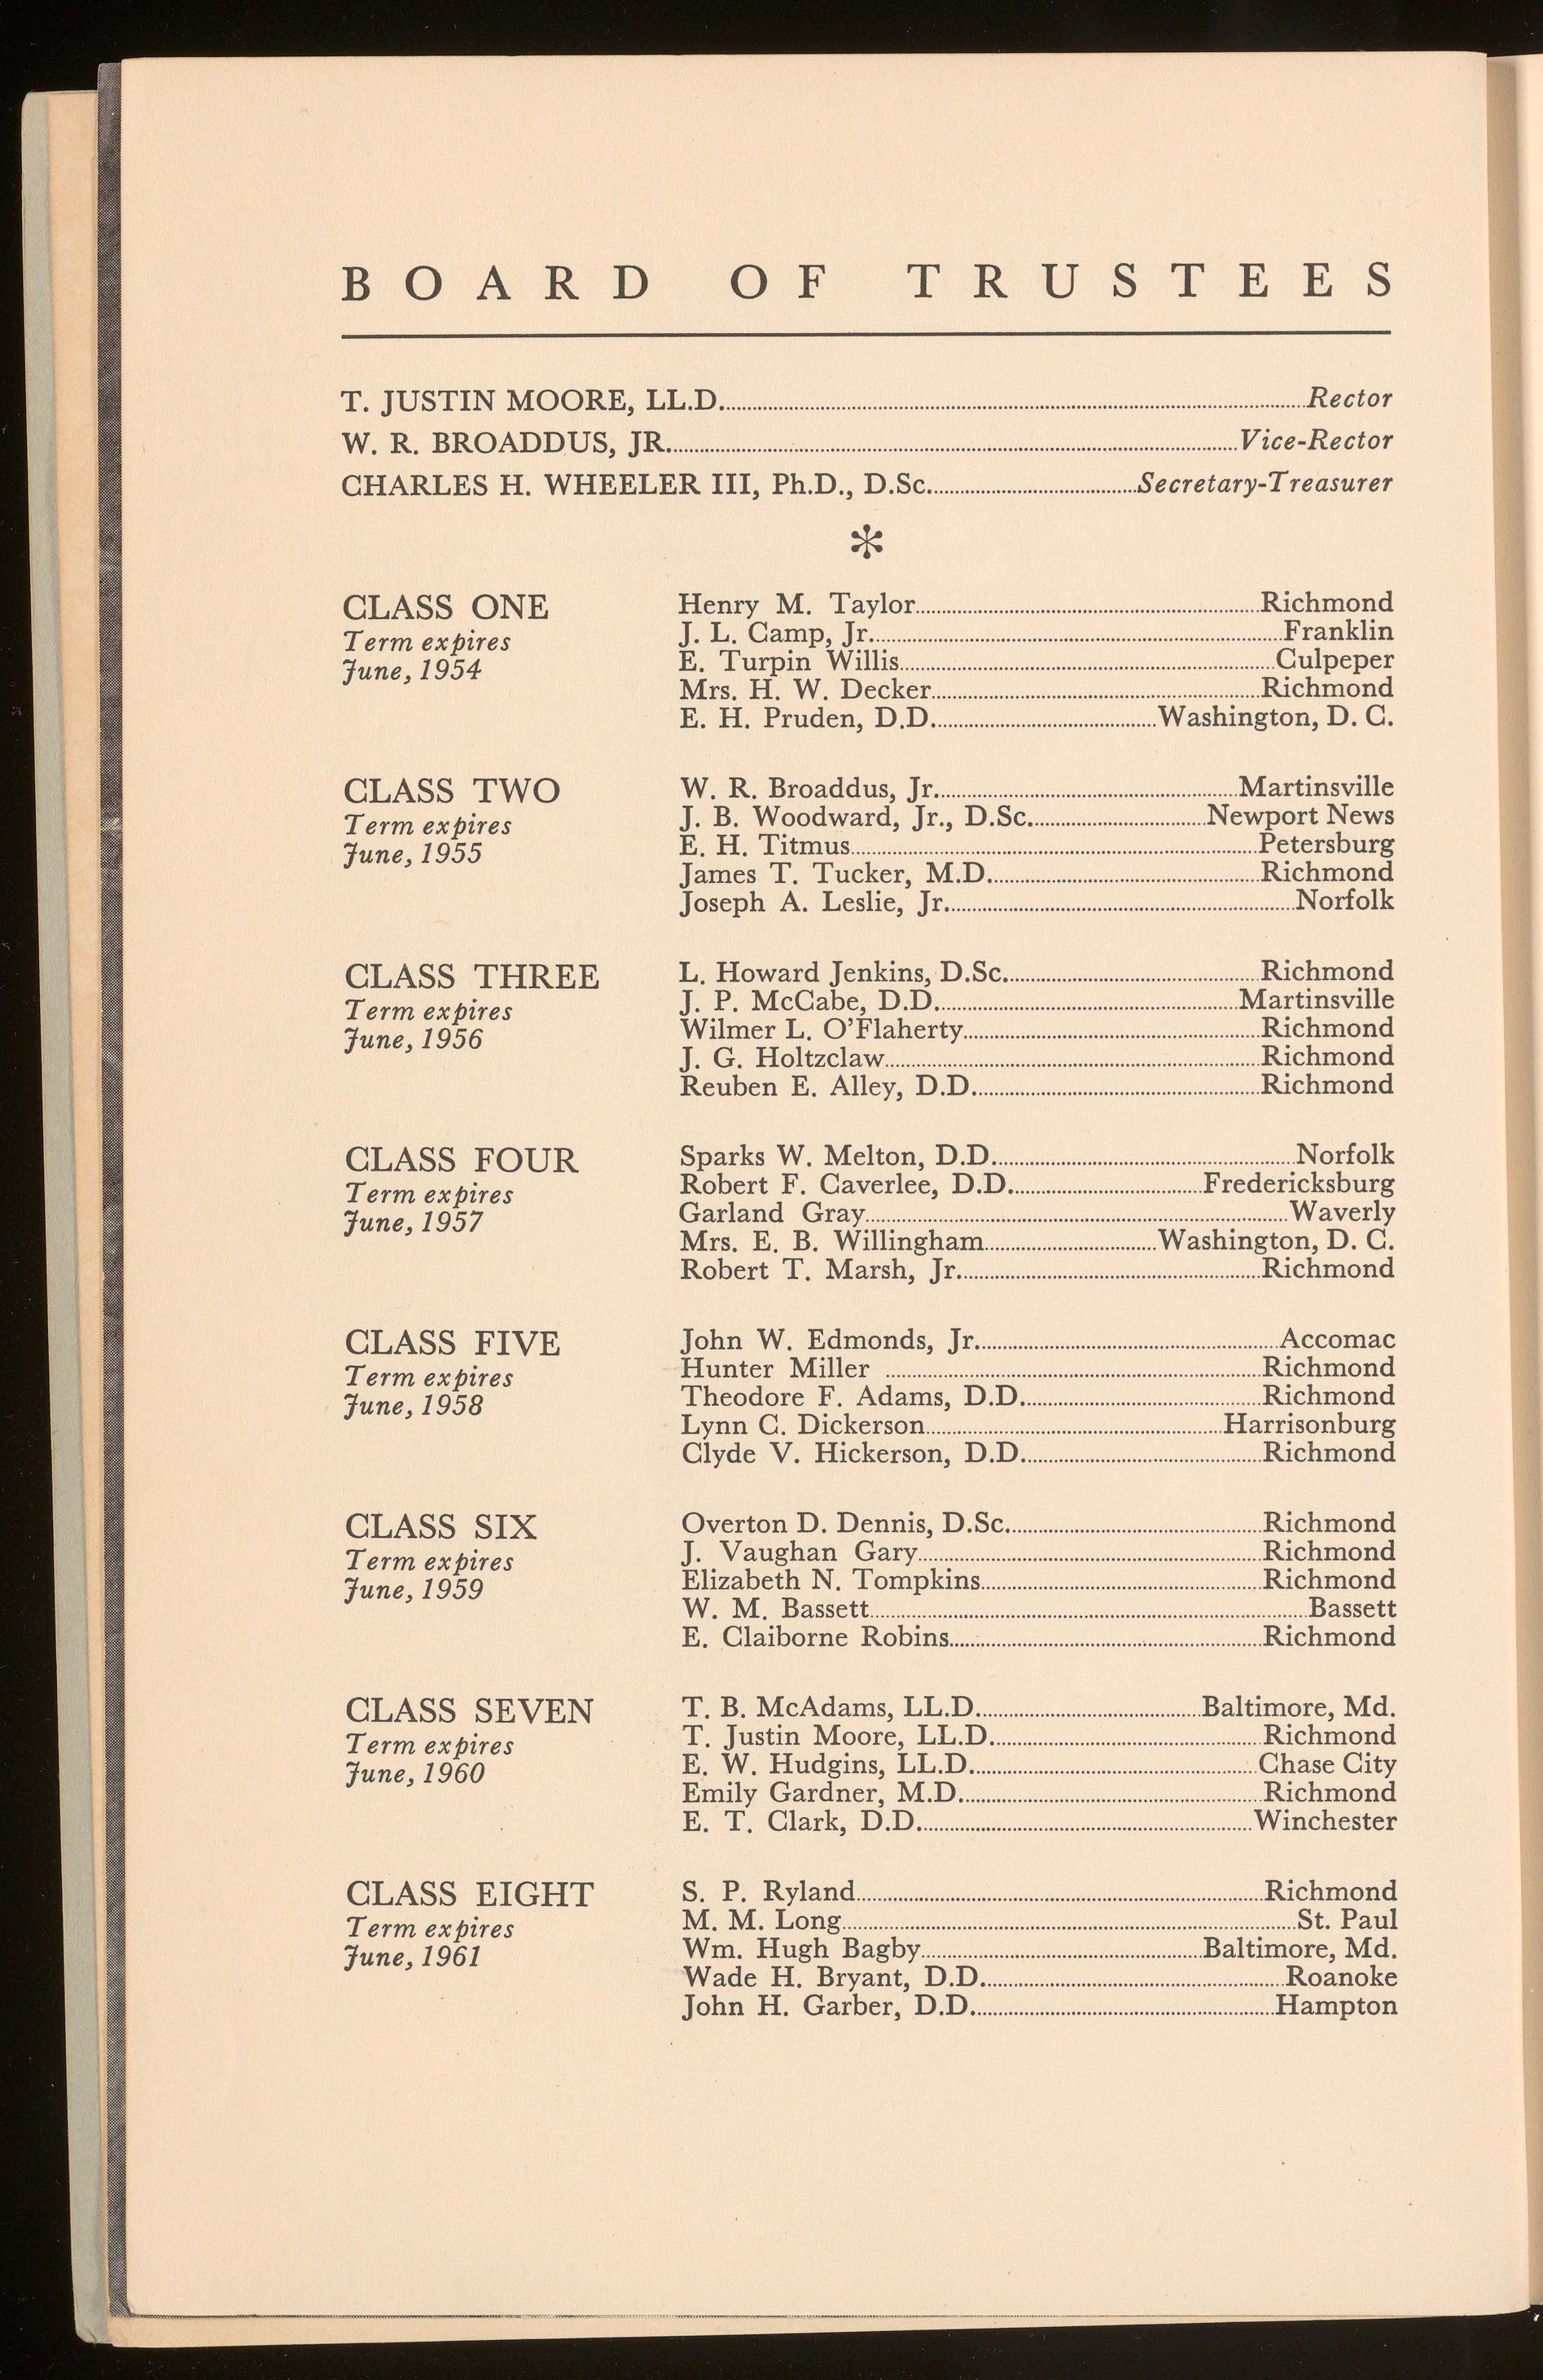 BOARD OF TRUSTEES
T. JUSTIN MOORE, LL.D. Rector
W. R. BROADDUS, JR. Vice-Rector
CHARLES H. WHEELER III, Ph.D., D.Sc. Secretary-Treasurer
*
CLASS ONE
Term expires
June, 1954
Henry M. Taylor Richmond
J. L. Camp, Jr. Franklin
E. Turpin Willis Culpeper
Mrs. H. W. Decker Richmond
E. H. Pruden, D.D. Washington, D. C.
CLASS TWO
Term expires
June, 1955
W. R. Broaddus, Jr. Martinsville
J. B. Woodward, Jr., D.Sc. Newport News
E. H. Titmus Petersburg
James T. Tucker, M.D. Richmond
Joseph A. Leslie, Jr. Norfolk
CLASS THREE
Term expires
June, 1956
L. Howard Jenkins, D.Sc. Richmond
J. P. McCabe, D.D. Martinsville
Wilmer L. O'Flaherty Richmond
J. G. Holtzclaw Richmond
Reuben E. Alley, D.D. Richmond
CLASS FOUR
Term expires
June, 1957
Sparks W. Melton, D.D. Norfolk
Robert F. Caverlee, D.D. Fredericksburg
Garland Gray Waverly
Mrs. E. B. Willingham Washington, D. C.
Robert T. Marsh, Jr. Richmond
CLASS FIVE
Term expires
June, 1958
John W. Edmonds, Jr. Accomac
Hunter Miller Richmond
Theodore F. Adams, D.D. Richmond
Lynn C. Dickerson Harrisonburg
Clyde V. Hickerson, D.D. Richmond
CLASS SIX
Term expires
June, 1959
Overton D. Dennis, D.Sc. Richmond
J. Vaughan Gary Richmond
Elizabeth N. Tompkins Richmond
W. M. Bassett Bassett
E. Claiborne Robins Richmond
CLASS SEVEN
Term expires
June, 1960
T. B. McAdams, LL.D. Baltimore, Md.
T. Justin Moore, LL.D. Richmond
E. W. Hudgins, LL.D. Chase City
Emily Gardner, M.D. Richmond
E. T. Clark, D.D. Winchester
CLASS EIGHT
Term expires
June, 1961
S. P. Ryland Richmond
M. M. Long St. Paul
Wm. Hugh Bagby Baltimore, Md.
Wade H. Bryant, D.D. Roanoke
John H. Garber, D.D. Hampton